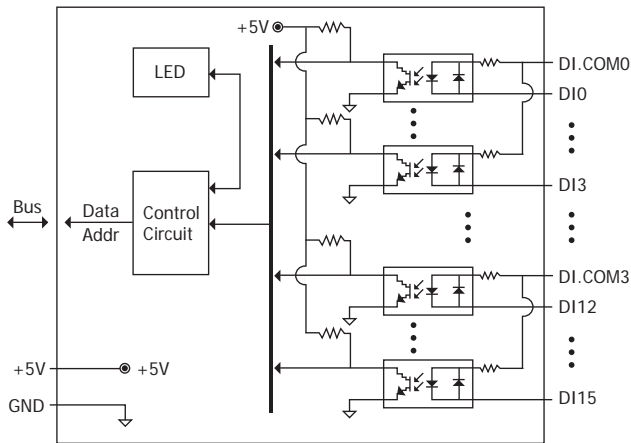 +5V
LED
DI.COM0
DI0
DI3
Bus
Data
Addr
Control
Circuit
DI.COM3
DI12
+5V
+5V
GND
DI15